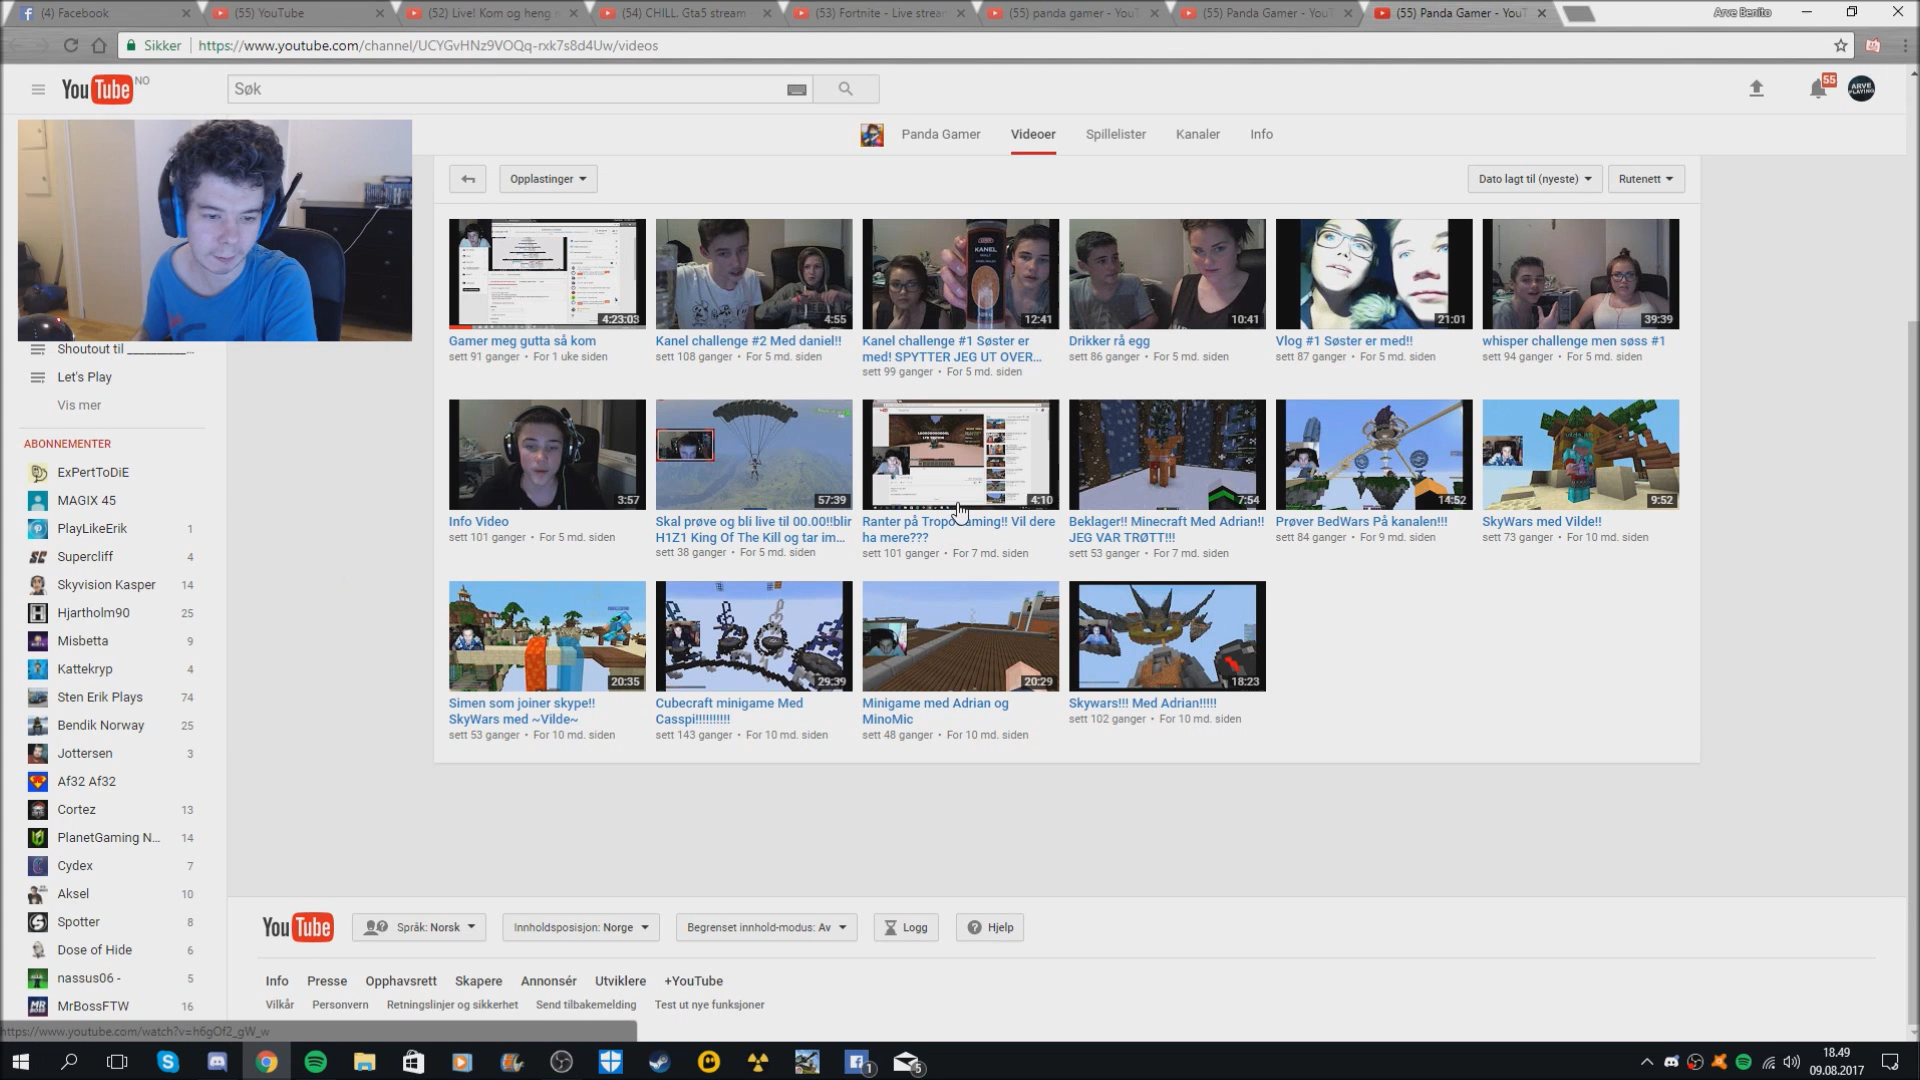 (4) Facebook
(55) YouTube
(52) Live! Kom og heng s
(54) CHILL. Gta5 stream
(53) Fortnite - Live strea
(55) panda gamer - YouT
(55) Panda Gamer - YouT
(55) Panda Gamer - YouT
Arve Benito
Sikker
https://www.youtube.com/channel/UCYGvHNz9VOQq-rxk7s8d4Uw/videos
YouTube NO
Søk
55
Panda Gamer
Videoer
Spillelister
Kanaler
Info
Opplastinger
Dato lagt til (nyeste)
Rutenett
4:23:03
4:55
KANEL
12:41
10:41
21:01
39:39
Gamer meg gutta så kom
sett 91 ganger • For 1 uke siden
Kanel challenge #2 Med daniel!!
sett 108 ganger • For 5 md. siden
Kanel challenge #1 Søster er
med! SPYTTER JEG UT OVER...
sett 99 ganger • For 5 md. siden
Drikker rå egg
sett 86 ganger • For 5 md. siden
Vlog #1 Søster er med!!
sett 87 ganger • For 5 md. siden
whisper challenge men søss #1
sett 94 ganger • For 5 md. siden
3:57
57:39
4:10
7:54
14:52
9:52
Info Video
sett 101 ganger • For 5 md. siden
Skal prøve og bli live til 00.00!!blir
H1Z1 King Of The Kill og tar im...
sett 38 ganger • For 5 md. siden
Ranter på Tropo aming!! Vil dere
ha mere???
sett 101 ganger • For 7 md. siden
Beklager!! Minecraft Med Adrian!!
JEG VAR TRØTT!!!
sett 53 ganger • For 7 md. siden
Prøver BedWars På kanalen!!!
sett 84 ganger • For 9 md. siden
SkyWars med Vilde!!
sett 73 ganger • For 10 md. siden
20:35
29:39
20:29
18:23
Simen som joiner skype!!
SkyWars med ~Vilde~
sett 53 ganger • For 10 md. siden
Cubecraft minigame Med
Casspi!!!!!!!!!!
sett 143 ganger • For 10 md. siden
Minigame med Adrian og
MinoMic
sett 48 ganger • For 10 md. siden
Skywars!!! Med Adrian!!!!!
sett 102 ganger • For 10 md. siden
Shoutout til __________...
Let's Play
Vis mer
ABONNEMENTER
ExPertToDiE
MAGIX 45
PlayLikeErik 1
Supercliff 4
Skyvision Kasper 14
Hjartholm90 25
Misbetta 9
Kattekryp 4
Sten Erik Plays 74
Bendik Norway 25
Jottersen 3
Af32 Af32
Cortez 13
PlanetGaming N... 14
Cydex 7
Aksel 10
Spotter 8
Dose of Hide 6
nassus06 - 5
MrBossFTW 16
YouTube
Språk: Norsk
Innholdsposisjon: Norge
Begrenset innhold-modus: Av
Logg
Hjelp
Info Presse Opphavsrett Skapere Annonsér Utviklere +YouTube
Vilkår Personvern Retningslinjer og sikkerhet Send tilbakemelding Test ut nye funksjoner
https://www.youtube.com/watch?v=h6gOf2_gW_w
1
5
18.49
09.08.2017